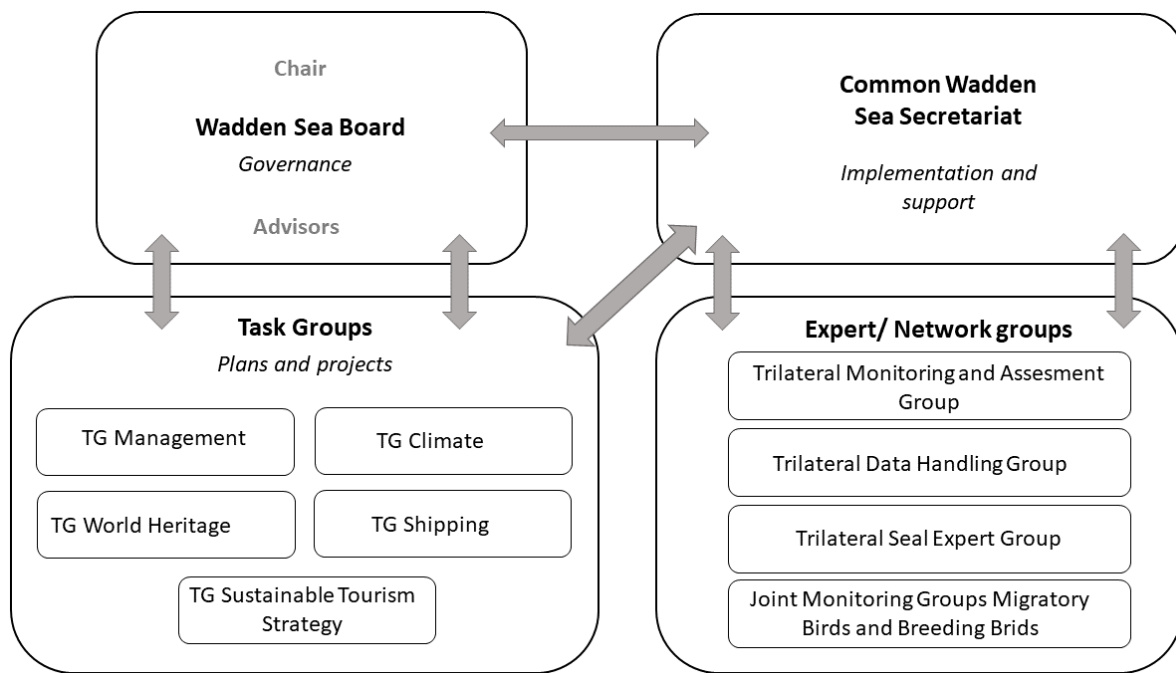 Chair
Wadden Sea Board
Governance
Advisors
Common Wadden
Sea Secretariat
Implementation and
support
Task Groups
Plans and projects
TG Management
TG Climate
TG World Heritage
TG Shipping
TG Sustainable Tourism
Strategy
Expert/ Network groups
Trilateral Monitoring and Assesment
Group
Trilateral Data Handling Group
Trilateral Seal Expert Group
Joint Monitoring Groups Migratory
Birds and Breeding Brids